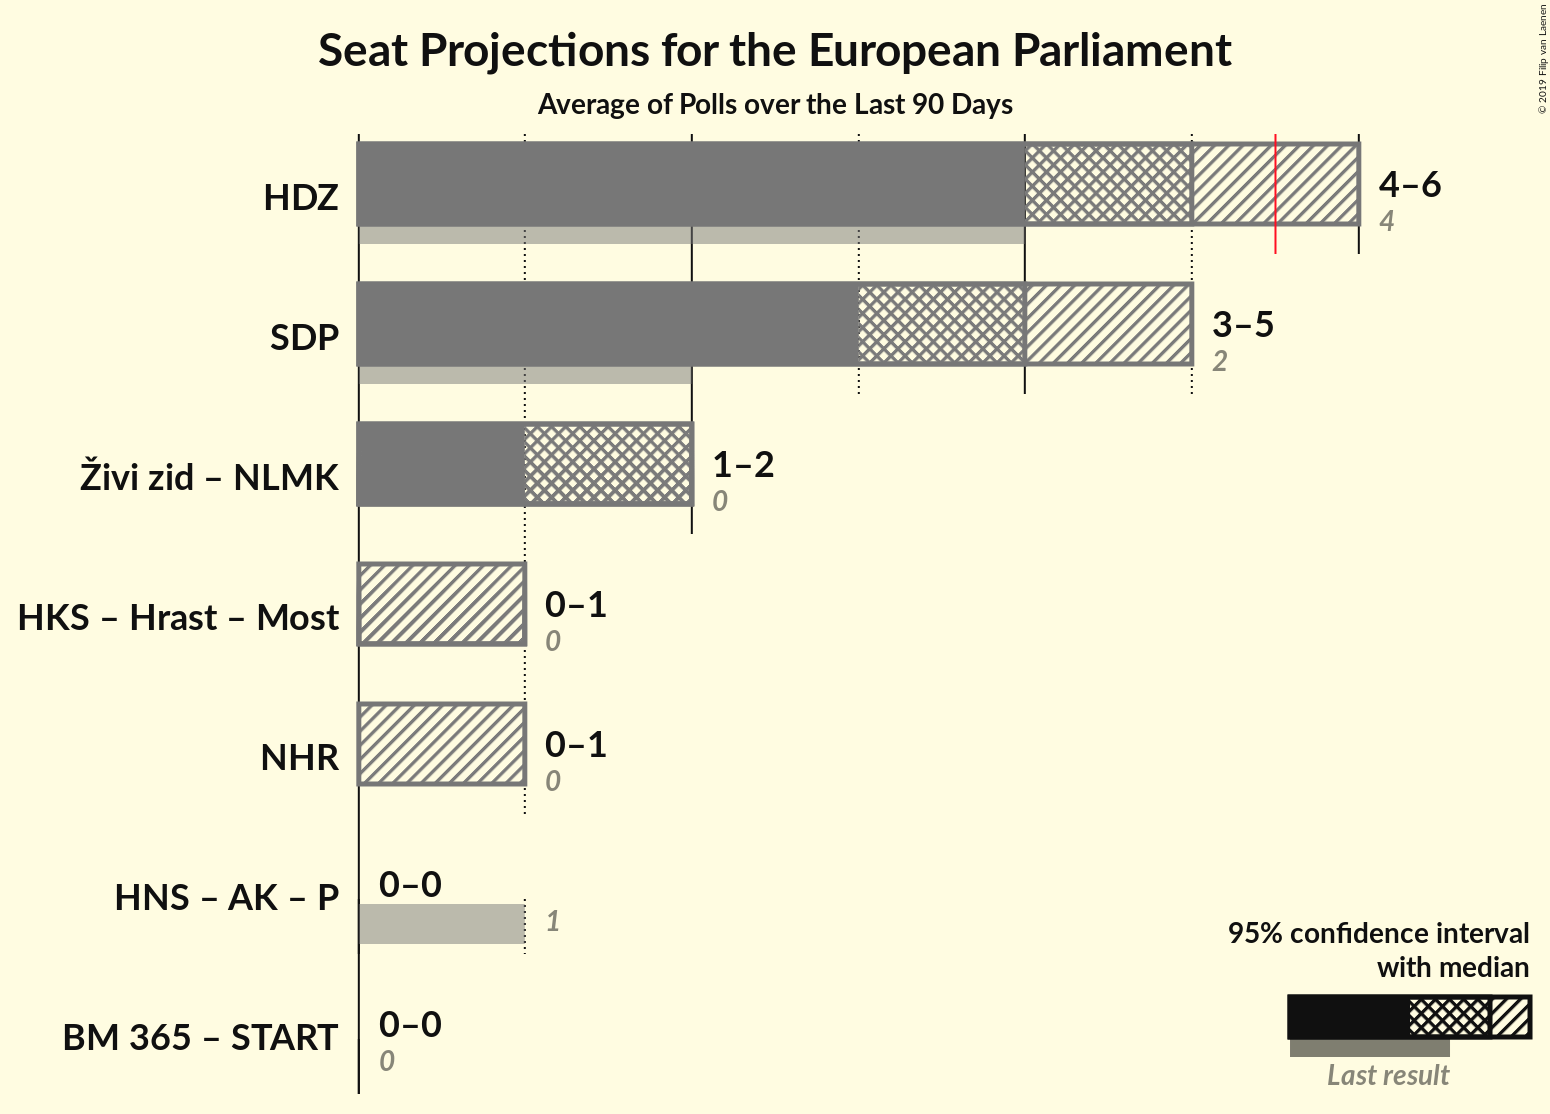 Seat Projections for the European Parliament
Average of Polls over the Last 90 Days
© 2019 Filip van Laenen
HDZ
4–6
4
SDP
3–5
2
Živi zid – NLMK
1–2
0
HKS – Hrast – Most
0–1
0
NHR
0–1
0
HNS – AK – P
0–0
1
BM 365 – START
0–0
0
95% confidence interval
with median
Last result